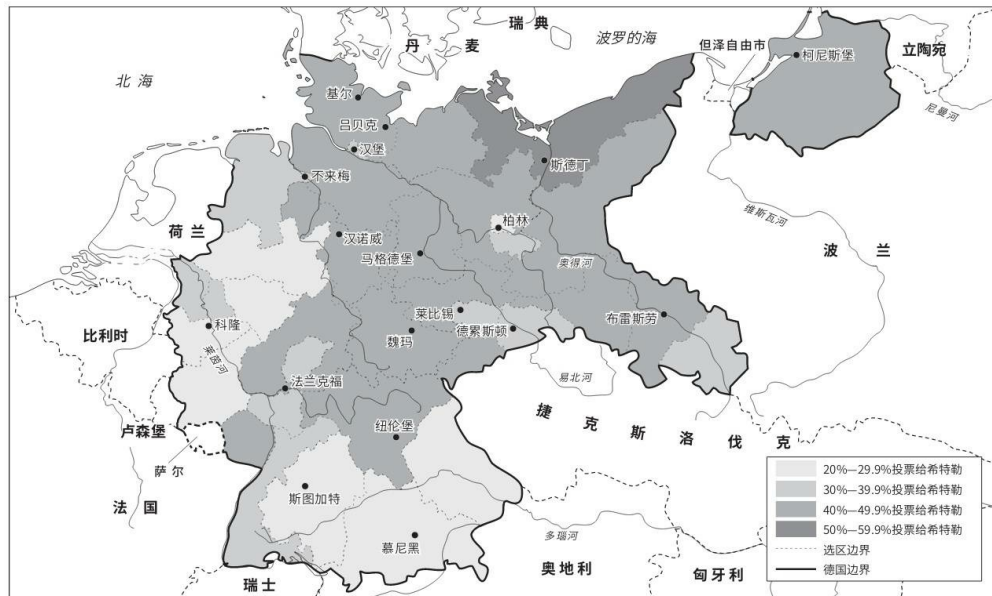 瑞典
丹麦
波罗的海
但泽自由市
立陶宛
柯尼斯堡
北海
基尔
尼曼河
吕贝克
汉堡
斯德丁
不来梅
柏林
维斯瓦河
荷兰
汉诺威
马格德堡
奥得河
波兰
莱比锡
布雷斯劳
比利时
科隆
魏玛
德累斯顿
莱茵河
法兰克福
易北河
捷克斯洛伐克
卢森堡
纽伦堡
萨尔
斯图加特
法国
慕尼黑
多瑙河
瑞士
奥地利
匈牙利
20%—29.9%投票给希特勒
30%—39.9%投票给希特勒
40%—49.9%投票给希特勒
50%—59.9%投票给希特勒
选区边界
德国边界